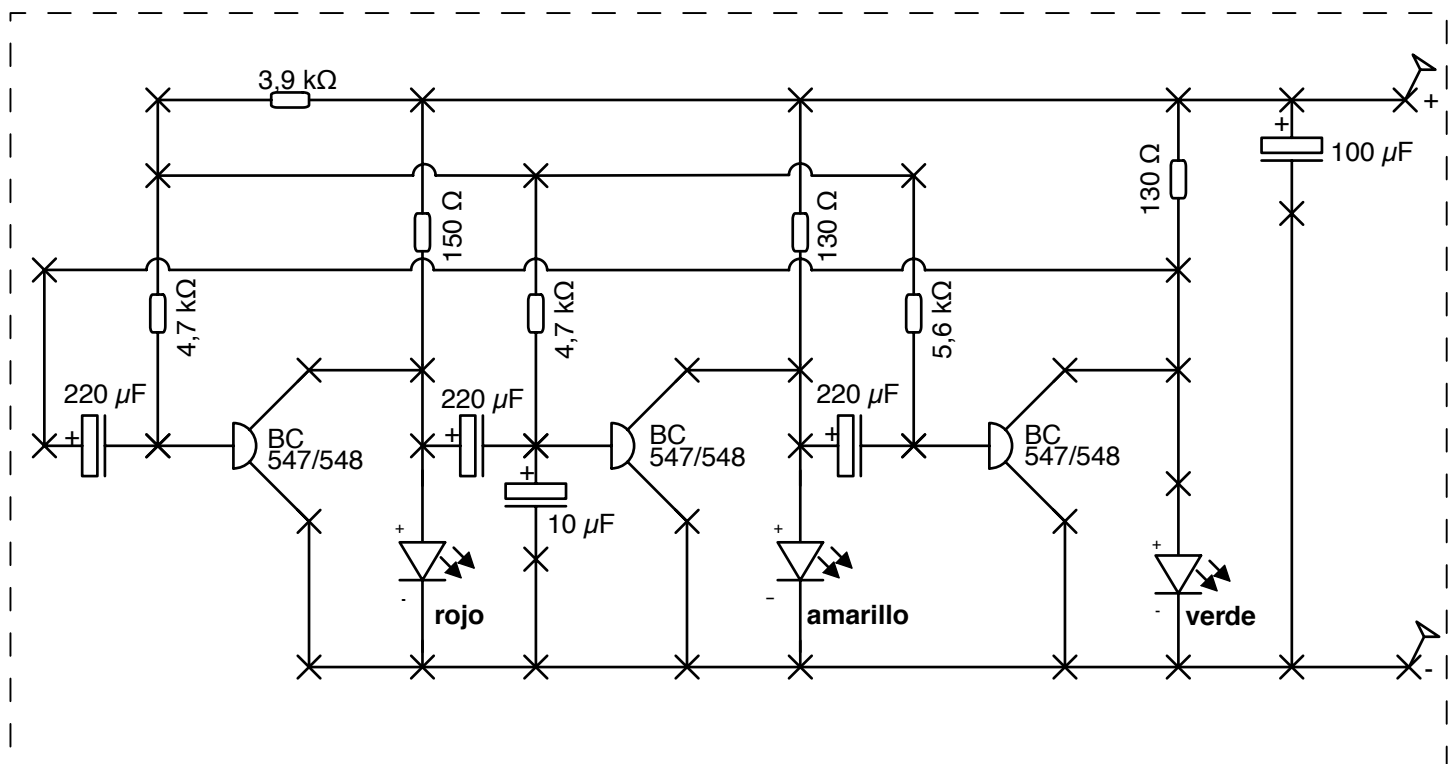 3,9 kΩ
+
+
100 µF
130 Ω
150 Ω
130 Ω
4,7 kΩ
4,7 kΩ
5,6 kΩ
220 µF
+
BC
547/548
220 µF
+
+
10 µF
BC
547/548
220 µF
+
BC
547/548
+
-
rojo
+
–
amarillo
+
-
verde
-